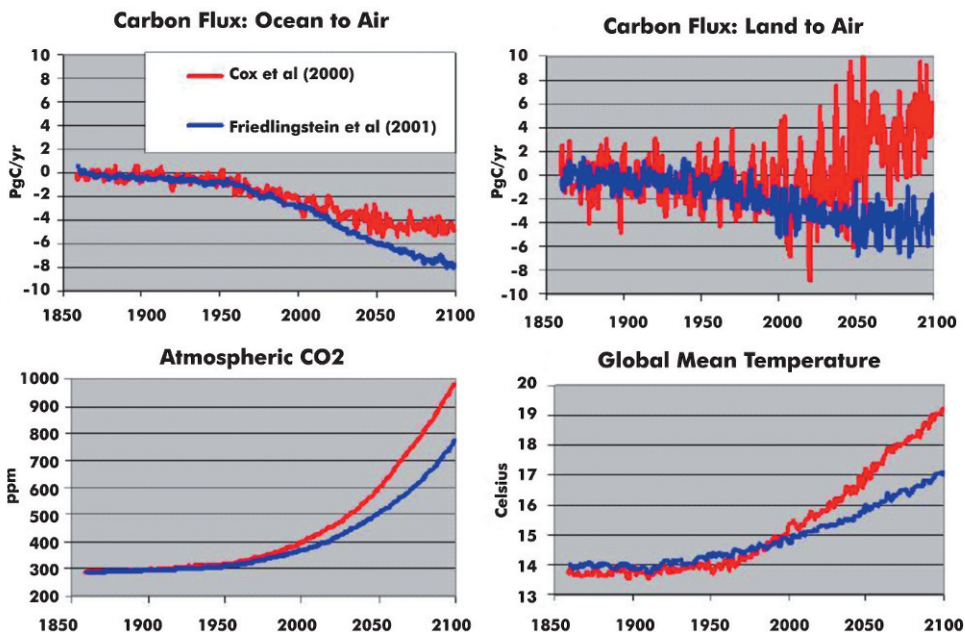 Carbon Flux: Ocean to Air
10
8
6
4
2
0
-2
-4
-6
-8
-10
PgC/yr
Cox et al (2000)
Friedlingstein et al (2001)
1850 1900 1950 2000 2050 2100
Carbon Flux: Land to Air
10
8
6
4
2
0
-2
-4
-6
-8
-10
PgC/yr
1850 1900 1950 2000 2050 2100
Atmospheric CO2
1000
900
800
700
600
500
400
300
200
ppm
1850 1900 1950 2000 2050 2100
Global Mean Temperature
20
19
18
17
16
15
14
13
Celsius
1850 1900 1950 2000 2050 2100